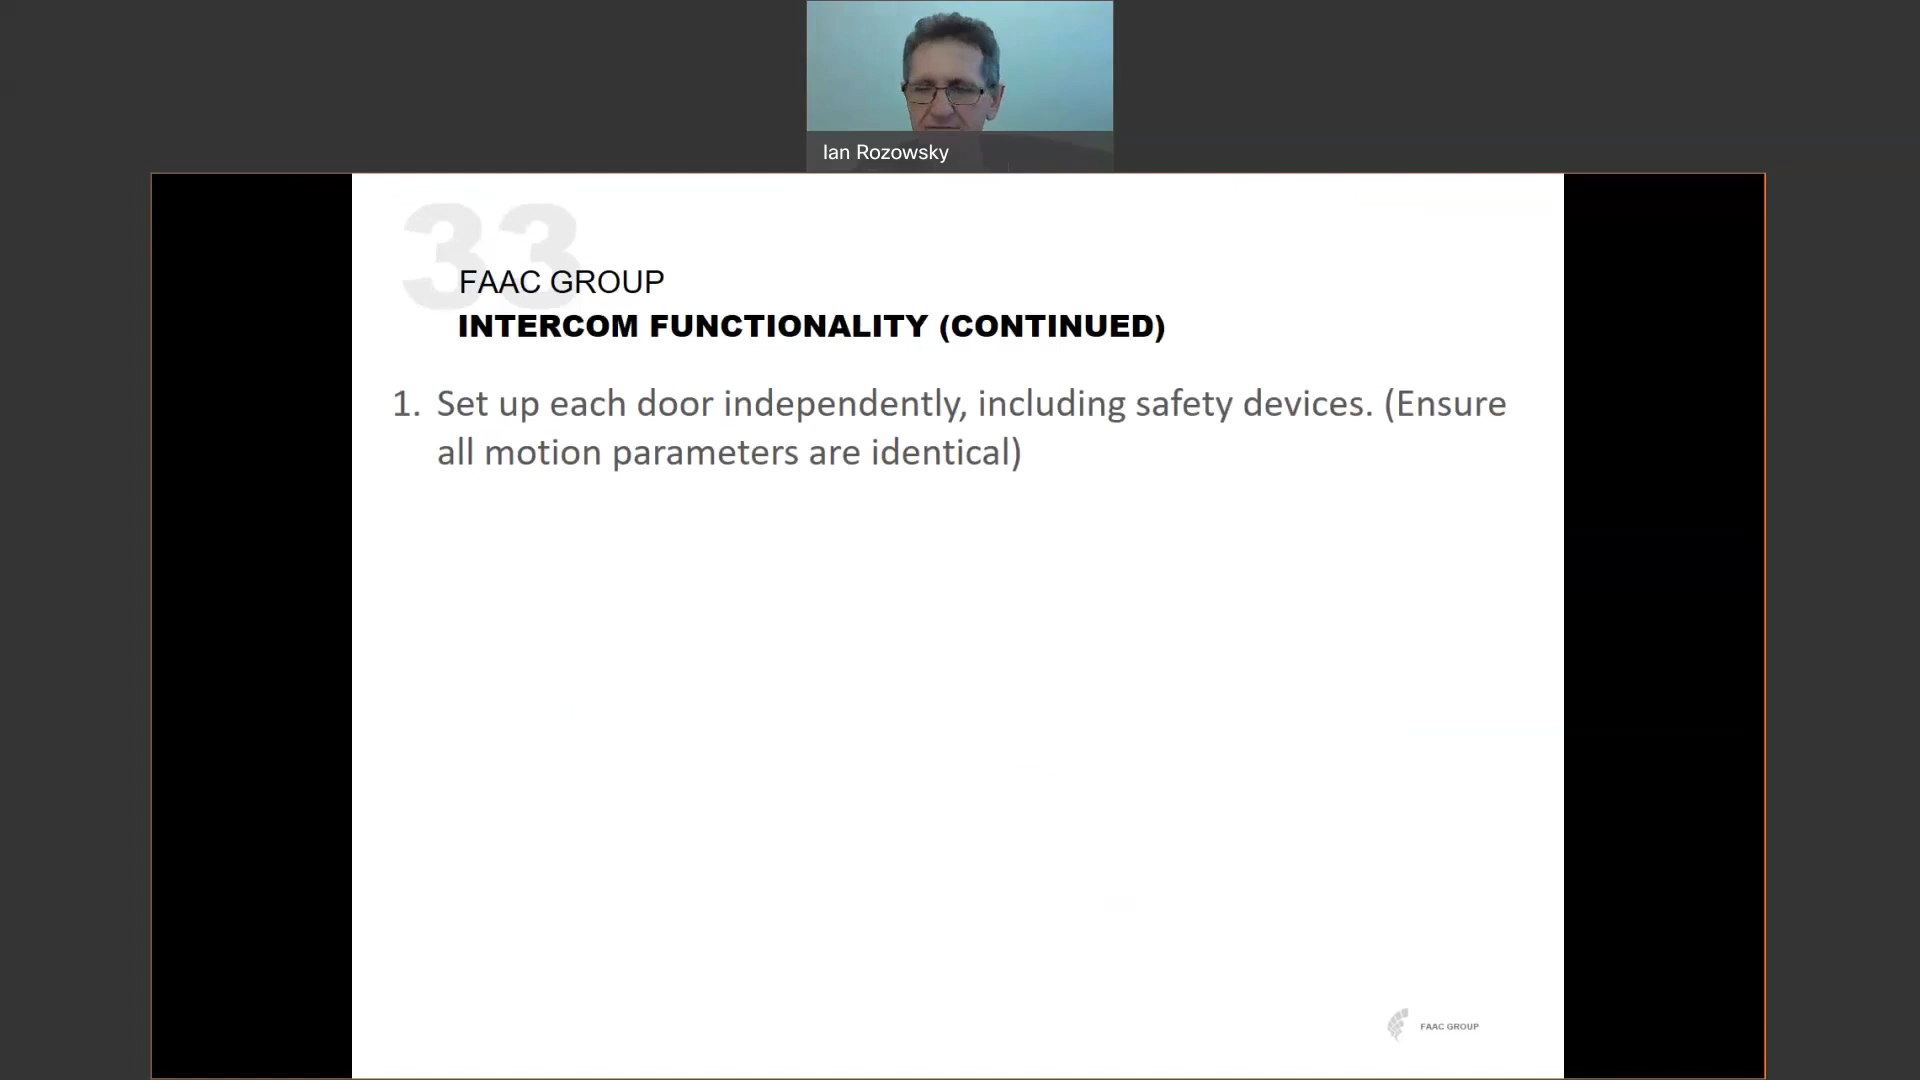 Ian Rozowsky
33
FAAC GROUP
INTERCOM FUNCTIONALITY (CONTINUED)
1. Set up each door independently, including safety devices. (Ensure
all motion parameters are identical)
FAAC GROUP